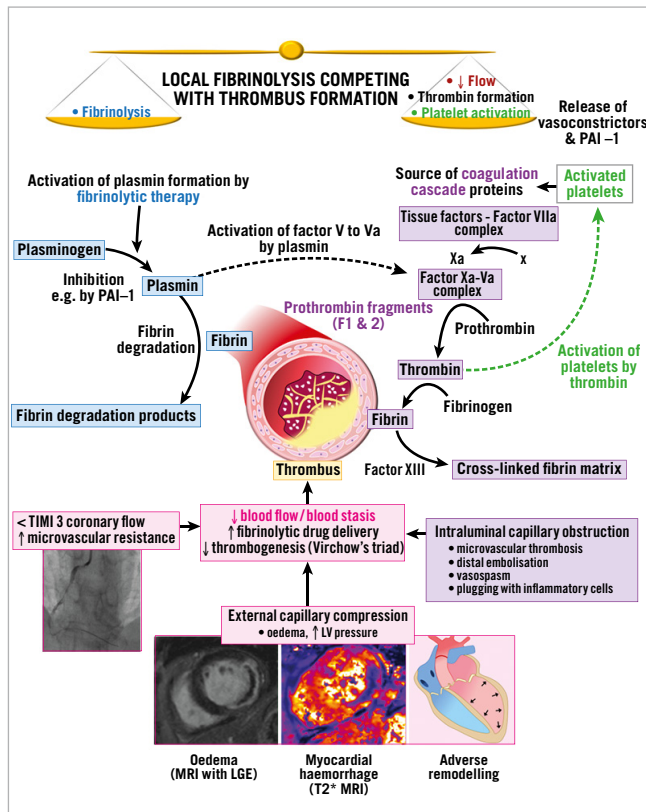 LOCAL FIBRINOLYSIS COMPETING
WITH THROMBUS FORMATION
• Fibrinolysis
• ↓ Flow
• Thrombin formation
• Platelet activation
Release of
vasoconstrictors
& PAI –1
Activation of plasmin formation by
fibrinolytic therapy
Source of coagulation
cascade proteins
Activated
platelets
Tissue factors - Factor VIIa
complex
Activation of factor V to Va
by plasmin
Plasminogen
Xa
x
Inhibition
e.g. by PAI–1
Plasmin
Factor Xa-Va
complex
Prothrombin fragments
(F1 & 2)
Prothrombin
Fibrin
degradation
Fibrin
Thrombin
Activation of
platelets by
thrombin
Fibrin degradation products
Fibrinogen
Fibrin
Thrombus
Factor XIII
Cross-linked fibrin matrix
< TIMI 3 coronary flow
↑ microvascular resistance
↓ blood flow/blood stasis
↑ fibrinolytic drug delivery
↓ thrombogenesis (Virchow's triad)
Intraluminal capillary obstruction
• microvascular thrombosis
• distal embolisation
• vasospasm
• plugging with inflammatory cells
External capillary compression
• oedema, ↑ LV pressure
Oedema
(MRI with LGE)
Myocardial
haemorrhage
(T2* MRI)
Adverse
remodelling